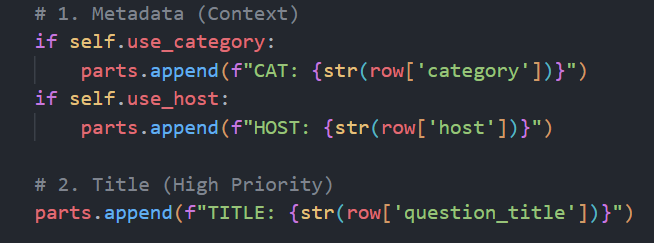 # 1. Metadata (Context)
if self.use_category:
    parts.append(f"CAT: {str(row['category'])}")
if self.use_host:
    parts.append(f"HOST: {str(row['host'])}")

# 2. Title (High Priority)
parts.append(f"TITLE: {str(row['question_title'])}")